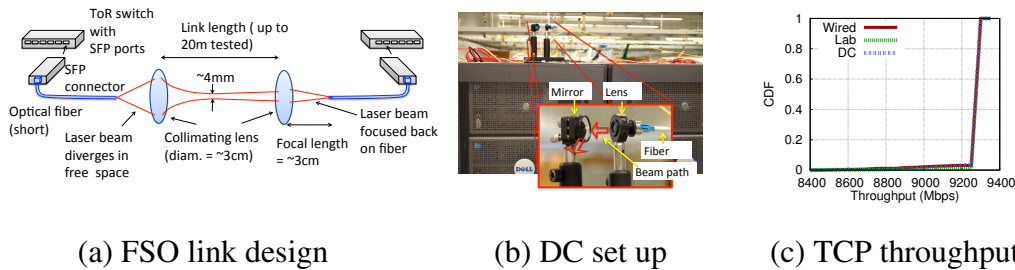 ToR switch
with
SFP ports
SFP
connector
Optical fiber
(short)
Laser beam
diverges in
free space
Link length ( up to
20m tested)
~4mm
Collimating lens
(diam. = ~3cm)
Focal length
= ~3cm
Laser beam
focused back
on fiber
(a) FSO link design
Mirror
Lens
Fiber
Beam path
DELL
(b) DC set up
CDF
1
0.8
0.6
0.4
0.2
0
Wired
Lab
DC
8400 8600 8800 9000 9200 9400
Throughput (Mbps)
(c) TCP throughput